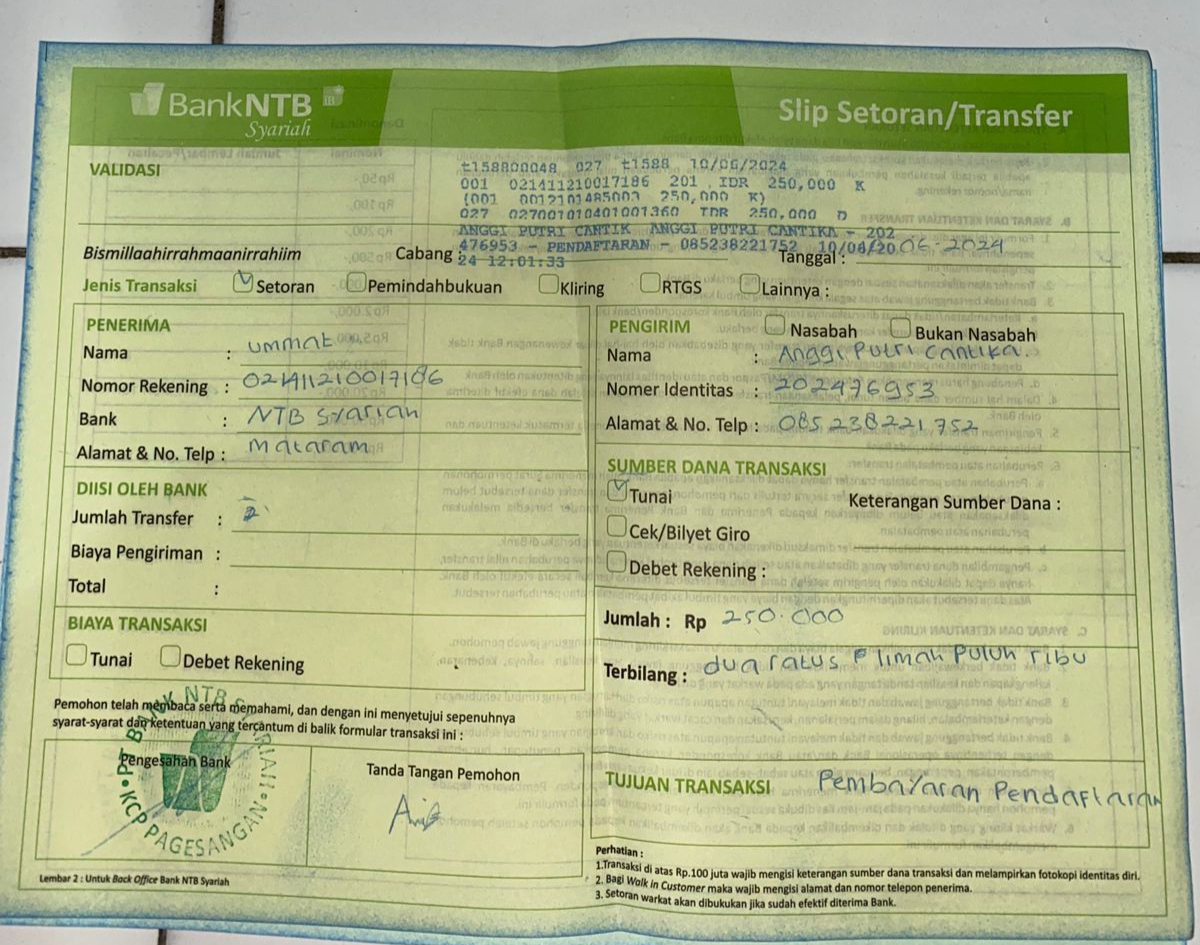 BankNTB iB
Syariah
Slip Setoran/Transfer
VALIDASI
t158800048 027 t1588 10/06/2024
001 021411210017186 201 IDR 250,000 K
(001 0012101485003 250,000 K)
027 027001010401001360 IDR 250,000 D
ANGGI PUTRI CANTIK ANGGI PUTRI CANTIKA - 202
476953 - PENDAFTARAN - 085238221752 10/06/20
24 12:01:33
Bismillaahirrahmaanirrahiim
Cabang :
Tanggal : 06-2024
Jenis Transaksi Setoran Pemindahbukuan Kliring RTGS Lainnya :
PENERIMA
Nama : UMMAT
Nomor Rekening : 021411210017186
Bank : NTB Syariah
Alamat & No. Telp : Mataram
DIISI OLEH BANK
Jumlah Transfer :
Biaya Pengiriman :
Total :
BIAYA TRANSAKSI
Tunai Debet Rekening
PENGIRIM Nasabah Bukan Nasabah
Nama : Anggi Putri Cantika.
Nomer Identitas : 202476953
Alamat & No. Telp : 085238221752
SUMBER DANA TRANSAKSI
Tunai Keterangan Sumber Dana :
Cek/Bilyet Giro
Debet Rekening :
Jumlah : Rp 250.000
Terbilang : dua ratus limah Puluh ribu
Pemohon telah membaca serta memahami, dan dengan ini menyetujui sepenuhnya
syarat-syarat dan ketentuan yang tercantum di balik formular transaksi ini :
Pengesahan Bank
Tanda Tangan Pemohon
KCP PAGESANGAN
TUJUAN TRANSAKSI Pembayaran Pendaftaran
Lembar 2 : Untuk Back Office Bank NTB Syariah
Perhatian :
1.Transaksi di atas Rp.100 juta wajib mengisi keterangan sumber dana transaksi dan melampirkan fotokopi identitas diri.
2. Bagi Walk in Customer maka wajib mengisi alamat dan nomor telepon penerima.
3. Setoran warkat akan dibukukan jika sudah efektif diterima Bank.